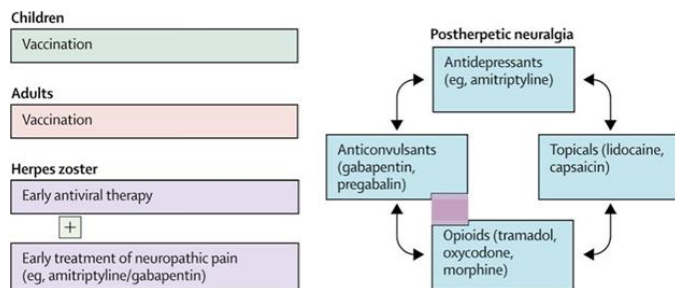 Children
Vaccination
Adults
Vaccination
Herpes zoster
Early antiviral therapy
+
Early treatment of neuropathic pain
(eg, amitriptyline/gabapentin)
Postherpetic neuralgia
Antidepressants
(eg, amitriptyline)
Anticonvulsants
(gabapentin,
pregabalin)
Topicals (lidocaine,
capsaicin)
Opioids (tramadol,
oxycodone,
morphine)